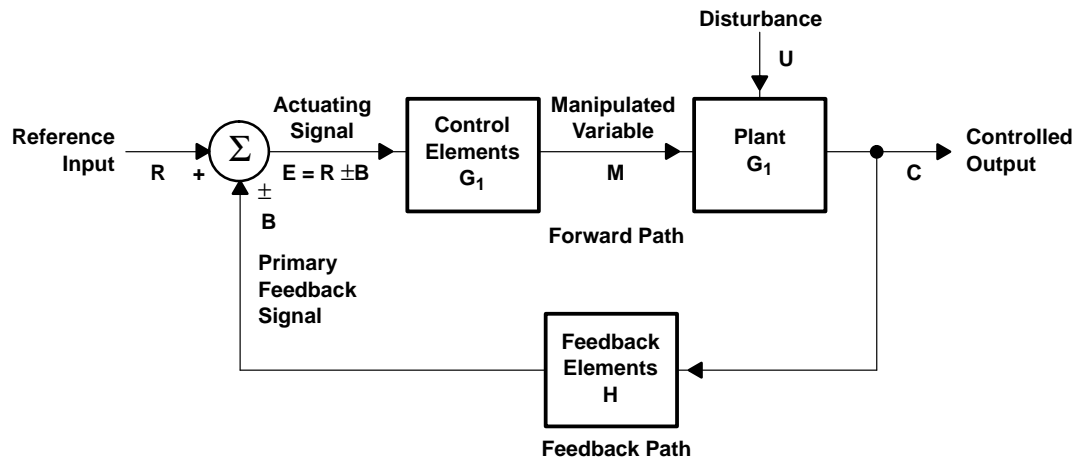 Disturbance
U
Reference
Input
R
+
Σ
±
B
Actuating
Signal
E = R ±B
Control
Elements
G1
Manipulated
Variable
M
Plant
G1
C
Controlled
Output
Forward Path
Primary
Feedback
Signal
Feedback
Elements
H
Feedback Path